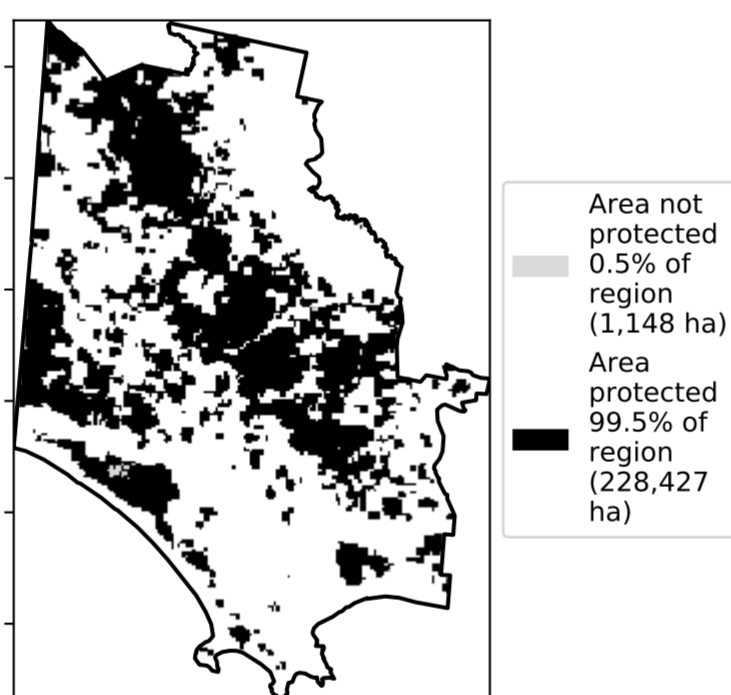 Area not
protected
0.5% of
region
(1,148 ha)
Area
protected
99.5% of
region
(228,427
ha)